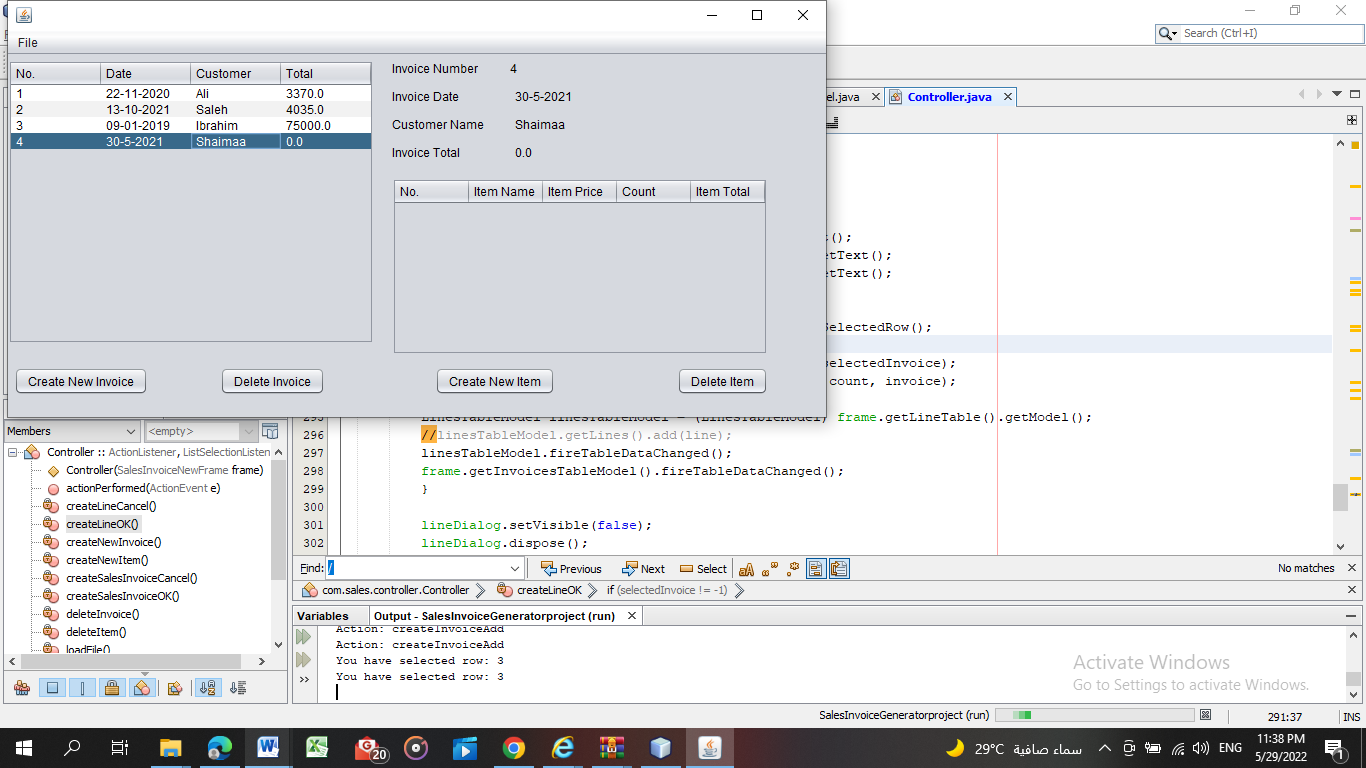 File
Search (Ctrl+I)
No. Date Customer Total
1 22-11-2020 Ali 3370.0
2 13-10-2021 Saleh 4035.0
3 09-01-2019 Ibrahim 75000.0
4 30-5-2021 Shaimaa 0.0
Invoice Number 4
Invoice Date 30-5-2021
Customer Name Shaimaa
Invoice Total 0.0
No. Item Name Item Price Count Item Total
Create New Invoice Delete Invoice Create New Item Delete Item
el.java Controller.java
();
etText();
etText();
SelectedRow();
selectedInvoice);
count, invoice);
LinesTableModel linesTableModel = (LinesTableModel) frame.getLineTable().getModel();
296 //linesTableModel.getLines().add(line);
297 linesTableModel.fireTableDataChanged();
298 frame.getInvoicesTableModel().fireTableDataChanged();
299 }
300
301 lineDialog.setVisible(false);
302 lineDialog.dispose();
Members <empty>
Controller :: ActionListener, ListSelectionListen
Controller(SalesInvoiceNewFrame frame)
actionPerformed(ActionEvent e)
createLineCancel()
createLineOK()
createNewInvoice()
createNewItem()
createSalesInvoiceCancel()
createSalesInvoiceOK()
deleteInvoice()
deleteItem()
loadFile()
Find: / Previous Next Select No matches
com.sales.controller.Controller createLineOK if (selectedInvoice != -1)
Variables Output - SalesInvoiceGeneratorproject (run)
Action: createInvoiceAdd
Action: createInvoiceAdd
You have selected row: 3
You have selected row: 3
Activate Windows
Go to Settings to activate Windows.
SalesInvoiceGeneratorproject (run) 291:37 INS
20
29°C سماء صافية ENG 11:38 PM
5/29/2022
1